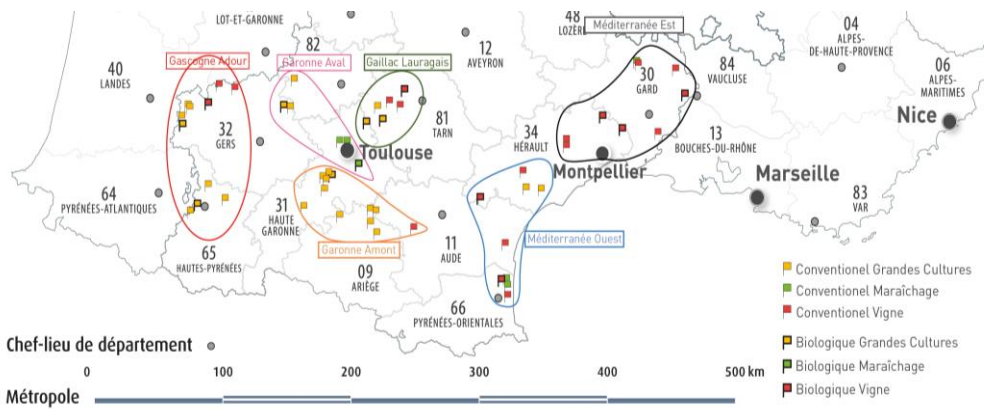 LOT-ET-GARONNE
82
12
AVEYRON
48
LOZÈRE
Méditerranée Est
04
ALPES-
DE-HAUTE-PROVENCE
Gascogne Adour
Garonne Aval
Gaillac Lauragais
40
LANDES
30
GARD
84
VAUCLUSE
06
ALPES-
MARITIMES
32
GERS
81
TARN
34
HÉRAULT
13
BOUCHES-DU-RHÔNE
Nice
Toulouse
Montpellier
Marseille
64
PYRÉNÉES-ATLANTIQUES
31
HAUTE
GARONNE
83
VAR
65
HAUTES-PYRÉNÉES
Garonne Amont
11
AUDE
Méditerranée Ouest
09
ARIÈGE
66
PYRÉNÉES-ORIENTALES
Conventionel Grandes Cultures
Conventionel Maraîchage
Conventionel Vigne
Biologique Grandes Cultures
Biologique Maraîchage
Biologique Vigne
Chef-lieu de département
0 100 200 300 400 500 km
Métropole